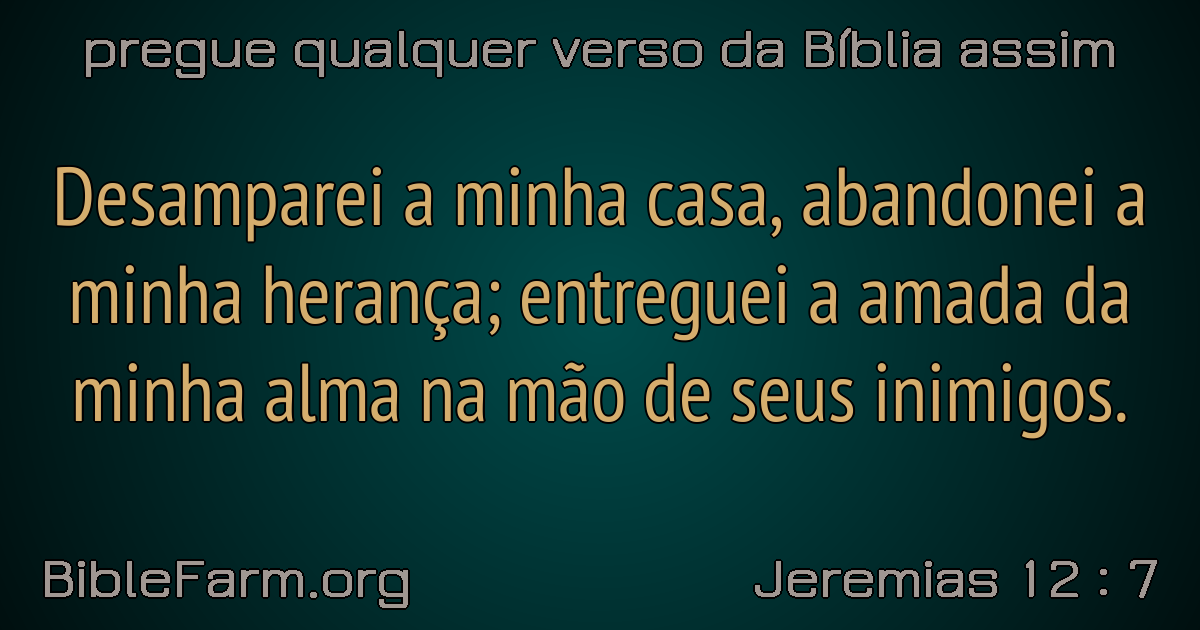 pregue qualquer verso da Bíblia assim
Desamparei a minha casa, abandonei a
minha herança; entreguei a amada da
minha alma na mão de seus inimigos.
BibleFarm.org
Jeremias 12 : 7